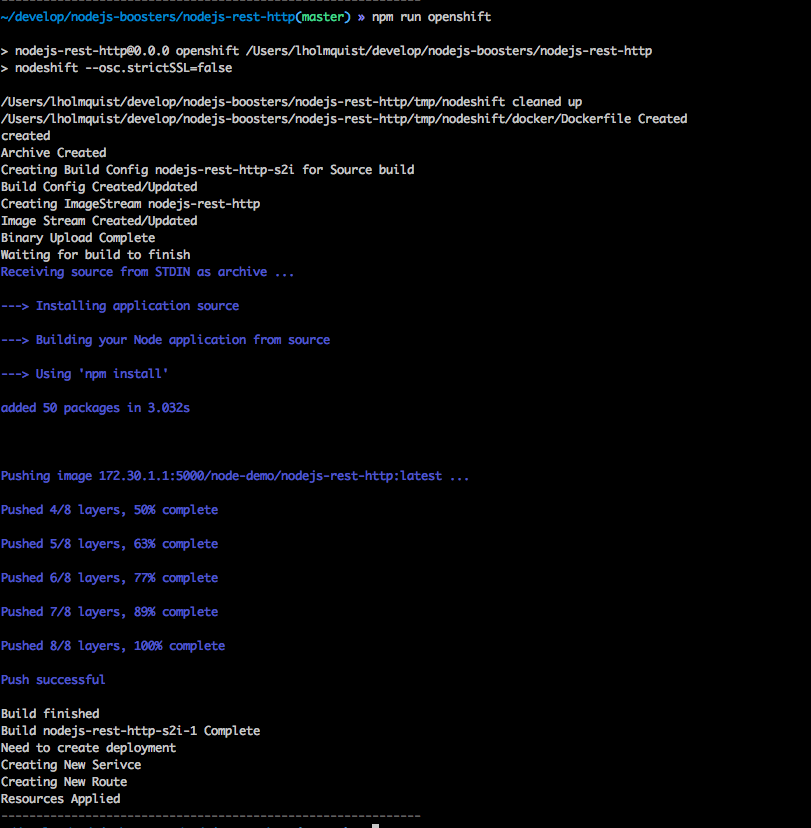 ~/develop/nodejs-boosters/nodejs-rest-http(master) » npm run openshift
> nodejs-rest-http@0.0.0 openshift /Users/lholmquist/develop/nodejs-boosters/nodejs-rest-http
> nodeshift --osc.strictSSL=false
/Users/lholmquist/develop/nodejs-boosters/nodejs-rest-http/tmp/nodeshift cleaned up
/Users/lholmquist/develop/nodejs-boosters/nodejs-rest-http/tmp/nodeshift/docker/Dockerfile Created
created
Archive Created
Creating Build Config nodejs-rest-http-s2i for Source build
Build Config Created/Updated
Creating ImageStream nodejs-rest-http
Image Stream Created/Updated
Binary Upload Complete
Waiting for build to finish
Receiving source from STDIN as archive ...
---> Installing application source
---> Building your Node application from source
---> Using 'npm install'
added 50 packages in 3.032s
Pushing image 172.30.1.1:5000/node-demo/nodejs-rest-http:latest ...
Pushed 4/8 layers, 50% complete
Pushed 5/8 layers, 63% complete
Pushed 6/8 layers, 77% complete
Pushed 7/8 layers, 89% complete
Pushed 8/8 layers, 100% complete
Push successful
Build finished
Build nodejs-rest-http-s2i-1 Complete
Need to create deployment
Creating New Serivce
Creating New Route
Resources Applied
------------------------------------------------------------